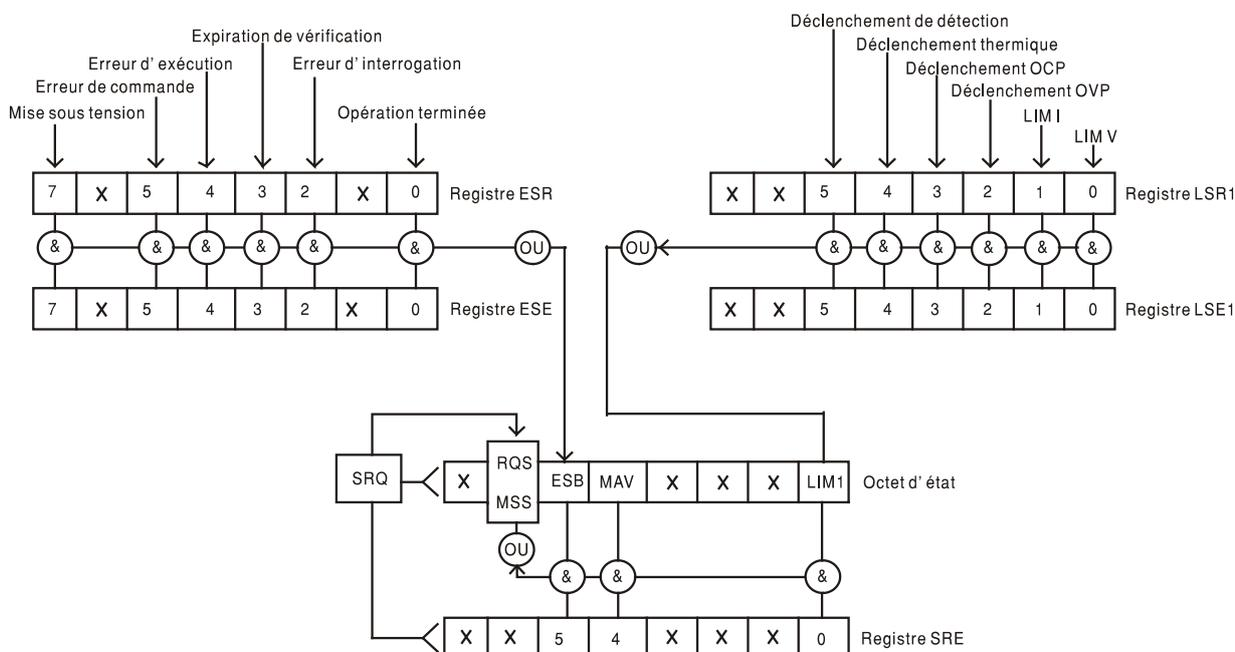 Déclenchement de détection
Expiration de vérification
Déclenchement thermique
Erreur d' exécution
Erreur d' interrogation
Déclenchement OCP
Erreur de commande
Déclenchement OVP
Mise sous tension
Opération terminée
LIM I
LIM V
7 X 5 4 3 2 X 0 Registre ESR
X X 5 4 3 2 1 0 Registre LSR1
& & & & & & OU
OU & & & & & &
7 X 5 4 3 2 X 0 Registre ESE
X X 5 4 3 2 1 0 Registre LSE1
SRQ
X RQS MSS ESB MAV X X X LIM1 Octet d' état
OU
& & &
X X 5 4 X X X 0 Registre SRE